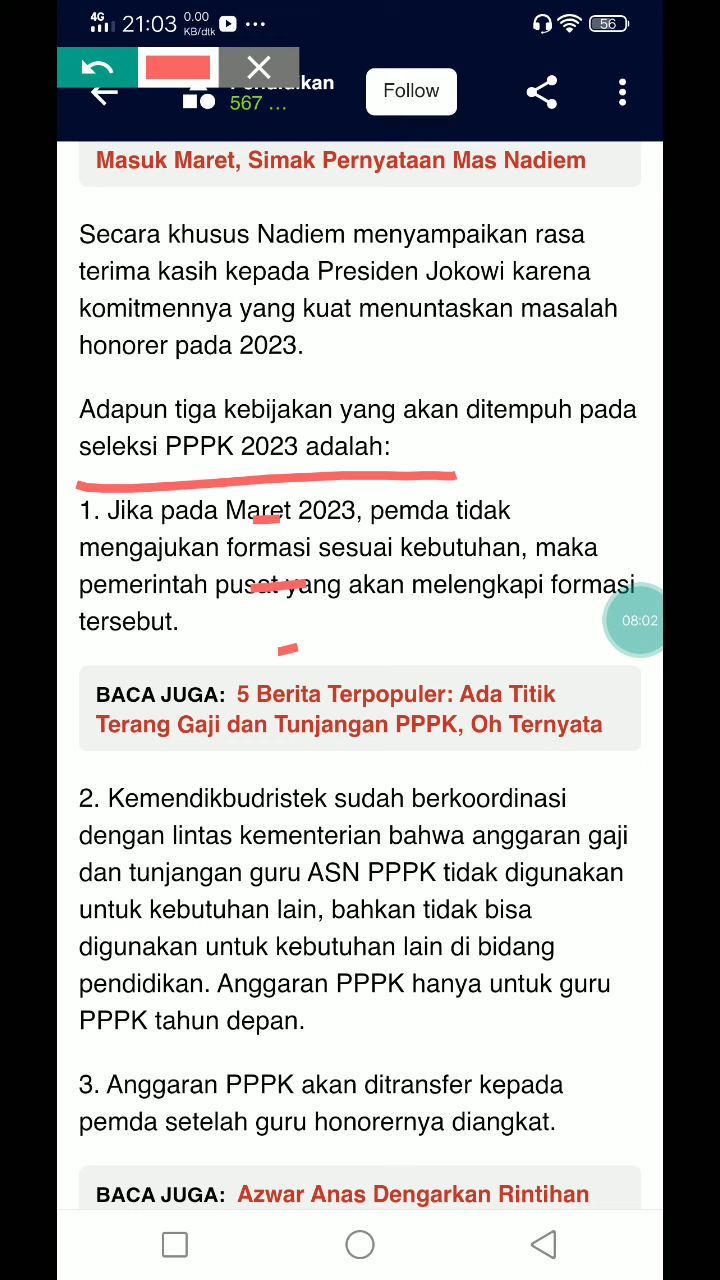 4G 21:03 0.00 KB/dtk ... 56
567 ... Follow
Masuk Maret, Simak Pernyataan Mas Nadiem
Secara khusus Nadiem menyampaikan rasa
terima kasih kepada Presiden Jokowi karena
komitmennya yang kuat menuntaskan masalah
honorer pada 2023.
Adapun tiga kebijakan yang akan ditempuh pada
seleksi PPPK 2023 adalah:
1. Jika pada Maret 2023, pemda tidak
mengajukan formasi sesuai kebutuhan, maka
pemerintah pusat yang akan melengkapi formasi
tersebut.
08:02
BACA JUGA: 5 Berita Terpopuler: Ada Titik
Terang Gaji dan Tunjangan PPPK, Oh Ternyata
2. Kemendikbudristek sudah berkoordinasi
dengan lintas kementerian bahwa anggaran gaji
dan tunjangan guru ASN PPPK tidak digunakan
untuk kebutuhan lain, bahkan tidak bisa
digunakan untuk kebutuhan lain di bidang
pendidikan. Anggaran PPPK hanya untuk guru
PPPK tahun depan.
3. Anggaran PPPK akan ditransfer kepada
pemda setelah guru honorernya diangkat.
BACA JUGA: Azwar Anas Dengarkan Rintihan